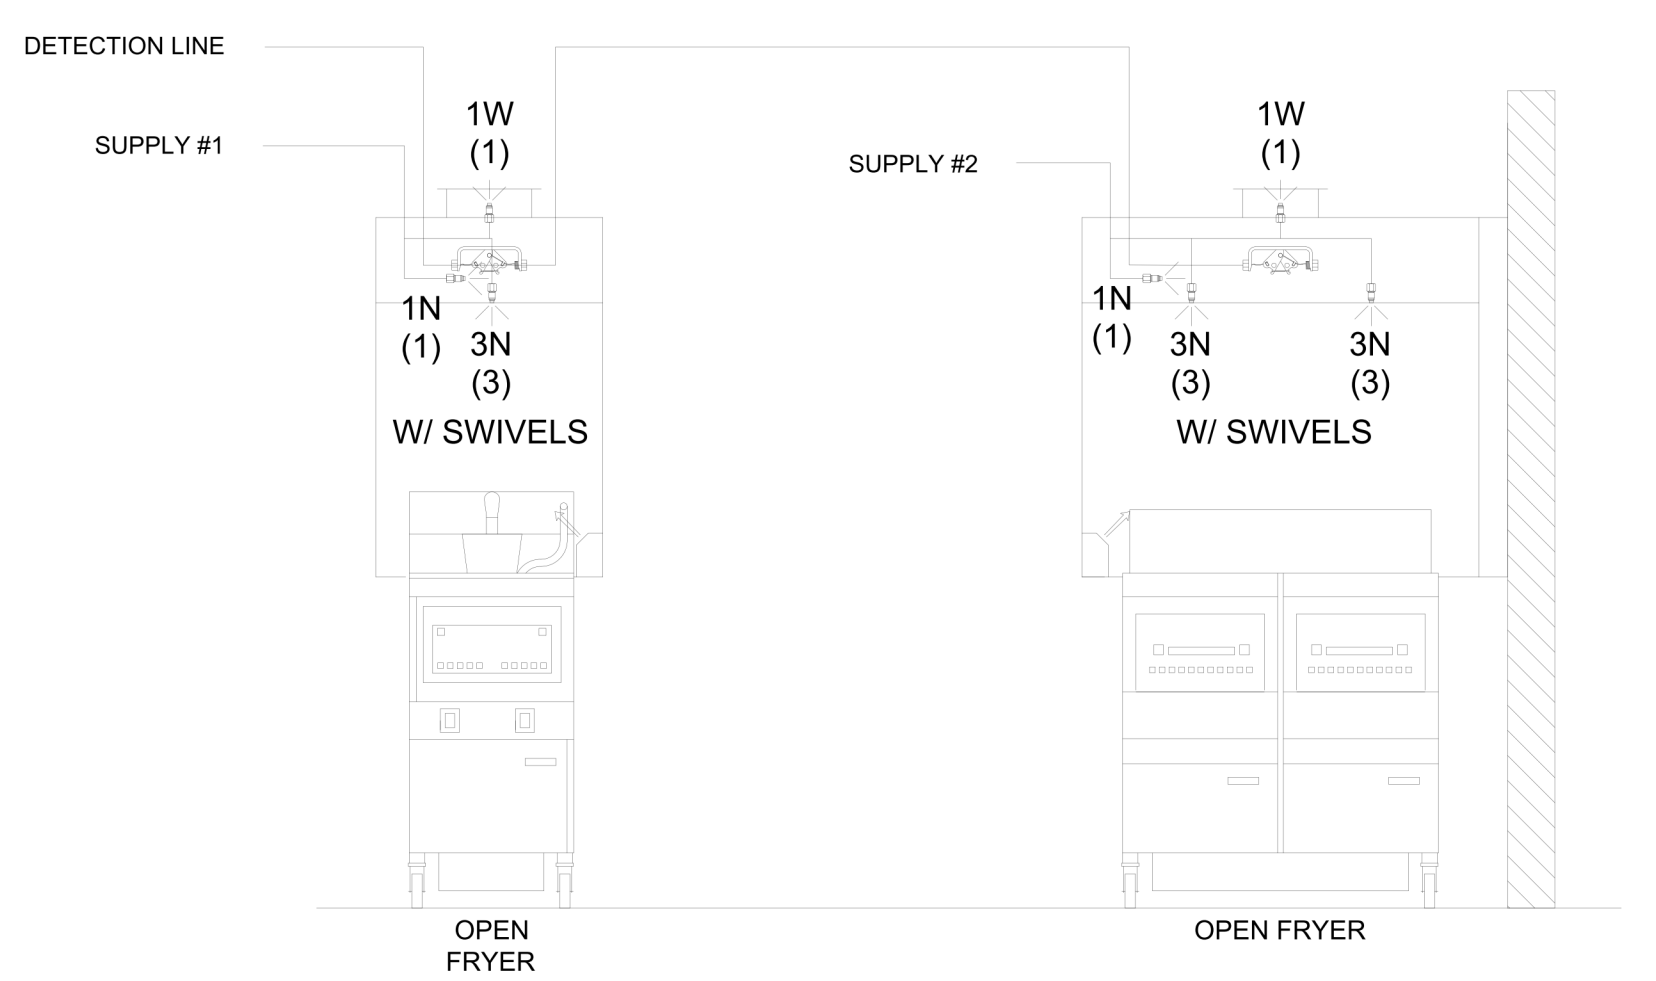 DETECTION LINE
1W
(1)
SUPPLY #1
1W
(1)
SUPPLY #2
1N
(1)
3N
(3)
W/ SWIVELS
1N
(1)
3N
(3)
3N
(3)
W/ SWIVELS
OPEN
FRYER
OPEN FRYER